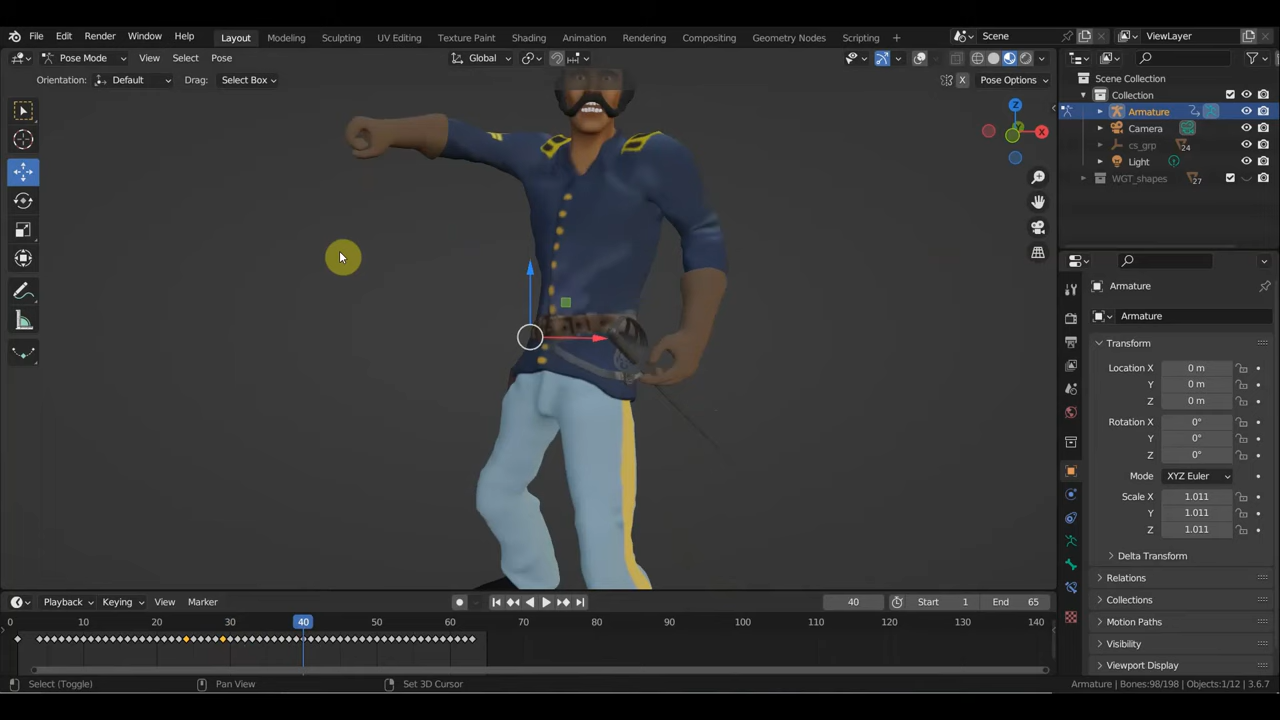 File Edit Render Window Help Layout Modeling Sculpting UV Editing Texture Paint Shading Animation Rendering Compositing Geometry Nodes Scripting + Scene ViewLayer
Pose Mode View Select Pose Global
Orientation: Default Drag: Select Box X Pose Options
Scene Collection
Collection
Armature
Camera
cs_grp 24
Light
WGT_shapes 27
Z
X
Armature
Armature
Transform
Location X 0 m
Y 0 m
Z 0 m
Rotation X 0°
Y 0°
Z 0°
Mode XYZ Euler
Scale X 1.011
Y 1.011
Z 1.011
Delta Transform
Relations
Collections
Motion Paths
Visibility
Viewport Display
Playback Keying View Marker 40 Start 1 End 65
0 10 20 30 40 50 60 70 80 90 100 110 120 130 140
Select (Toggle) Pan View Set 3D Cursor Armature | Bones:98/198 | Objects:1/12 | 3.6.7